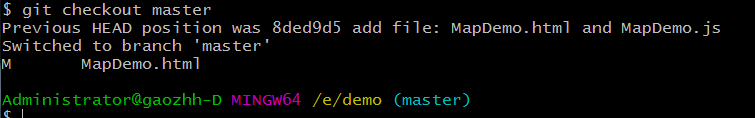 $ git checkout master
Previous HEAD position was 8ded9d5 add file: MapDemo.html and MapDemo.js
Switched to branch 'master'
M       MapDemo.html
Administrator@gaozhh-D MINGW64 /e/demo (master)
$